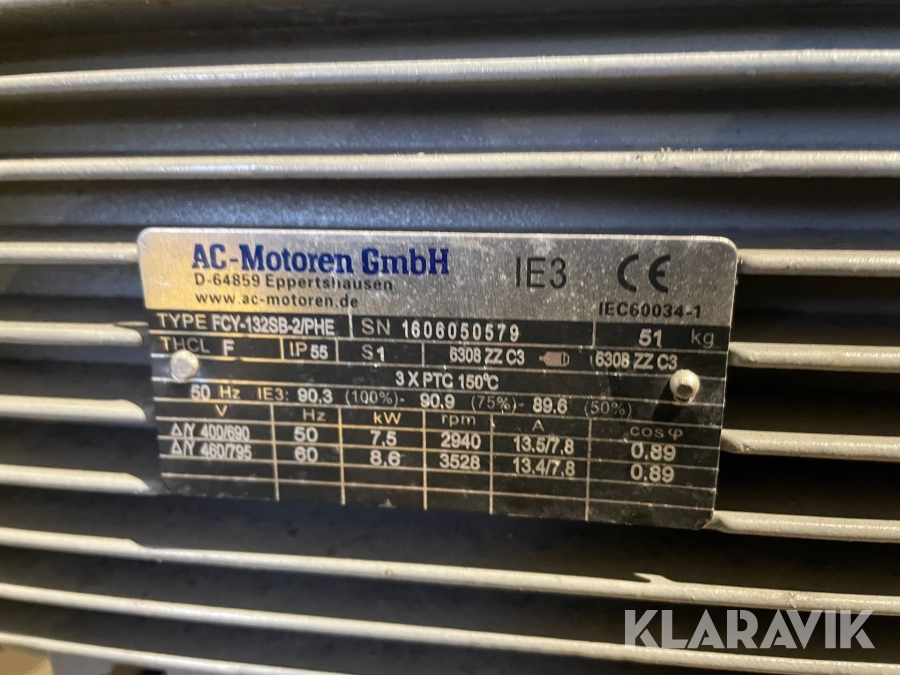 AC-Motoren GmbH
D-64859 Eppertshausen
www.ac-motoren.de
IE3 CE
IEC60034-1
TYPE FCY-132SB-2/PHE SN 1606050579 51 kg
THCL F IP 55 S1 6308 ZZ C3 6308 ZZ C3
3 X PTC 150°C
50 Hz IE3: 90,3 (100%)- 90,9 (75%)- 89,6 (50%)
V Hz kW rpm A cosφ
Δ/Y 400/690 50 7,5 2940 13,5/7,8 0,89
Δ/Y 460/795 60 8,6 3528 13,4/7,8 0,89
KLARAVIK